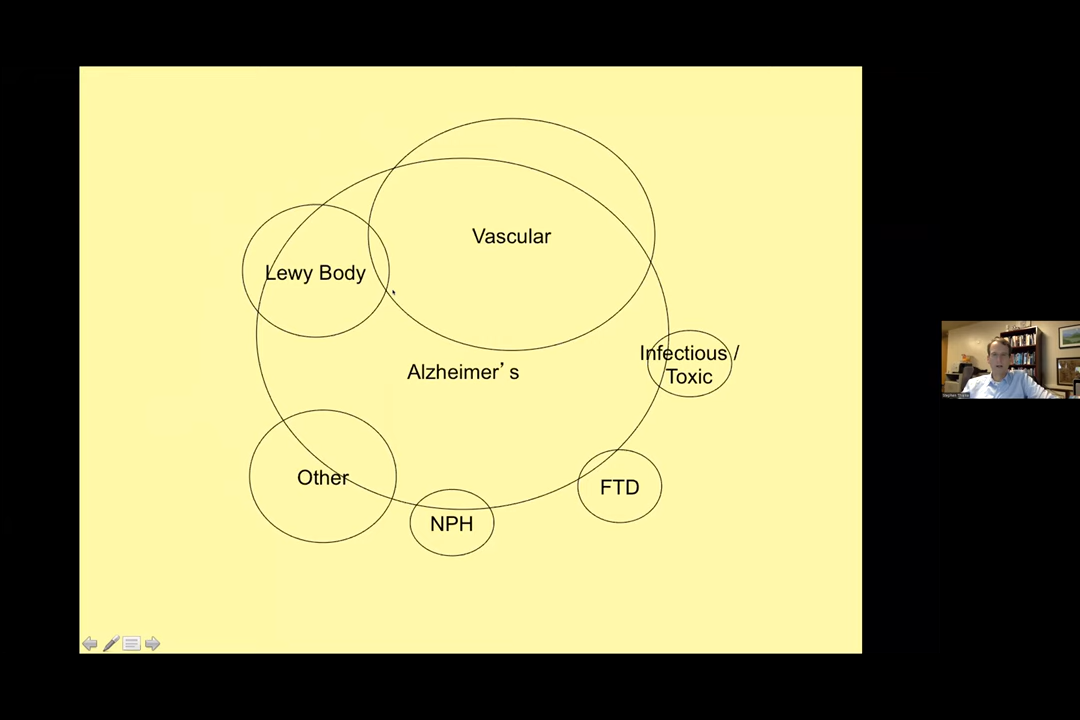 Vascular
Lewy Body
Infectious /
Toxic
Alzheimer’s
Other
FTD
NPH